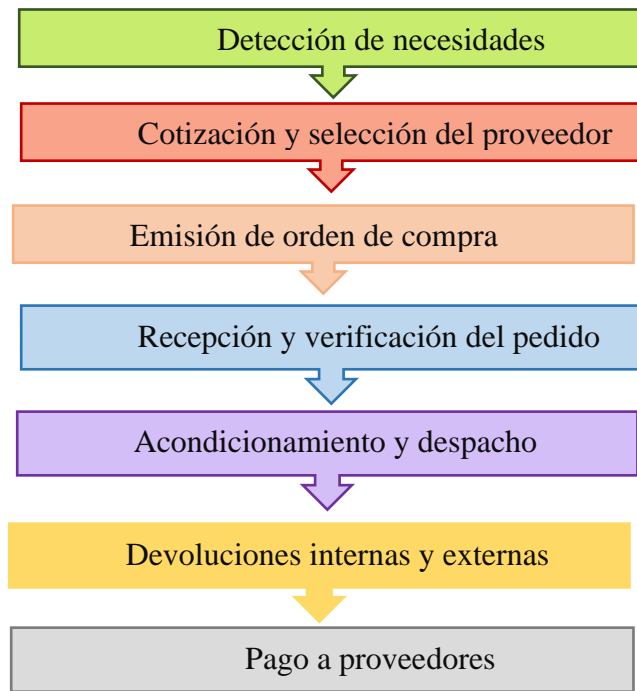 Detección de necesidades
Cotización y selección del proveedor
Emisión de orden de compra
Recepción y verificación del pedido
Acondicionamiento y despacho
Devoluciones internas y externas
Pago a proveedores